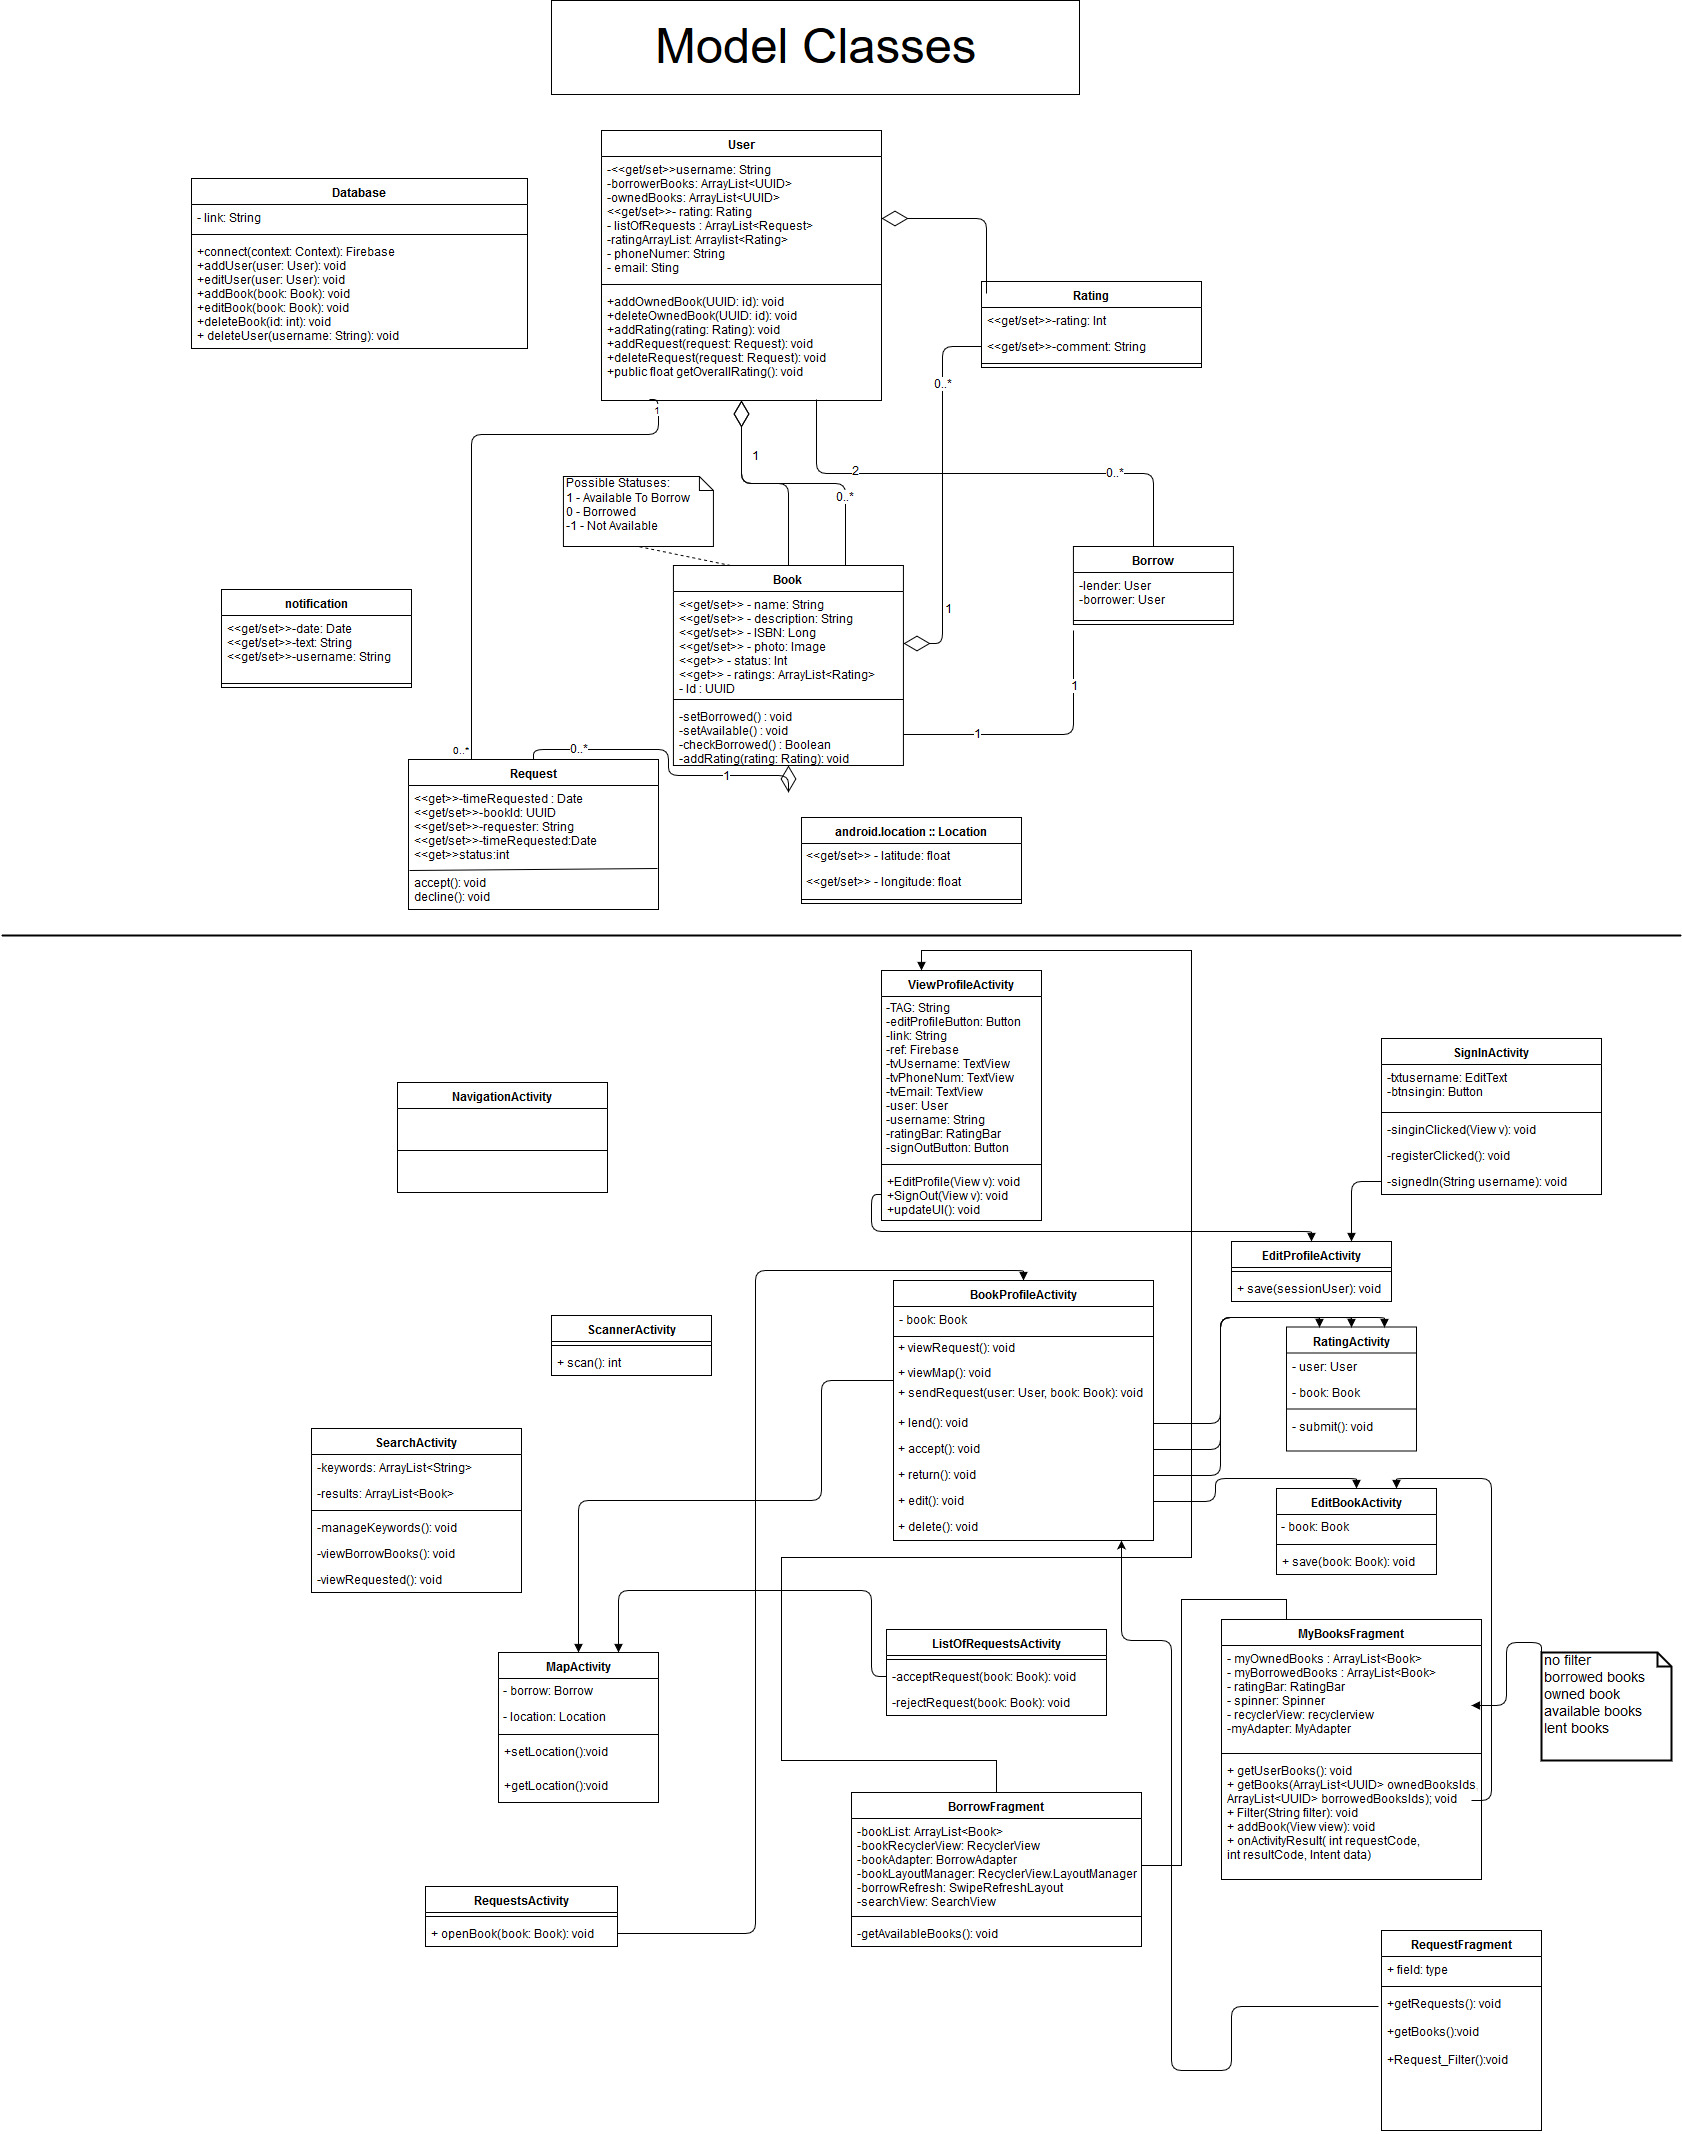 Model Classes
User
-<<get/set>>username: String
-borrowerBooks: ArrayList<UUID>
-ownedBooks: ArrayList<UUID>
<<get/set>>- rating: Rating
- listOfRequests : ArrayList<Request>
-ratingArrayList: Arraylist<Rating>
- phoneNumer: String
- email: Sting
+addOwnedBook(UUID: id): void
+deleteOwnedBook(UUID: id): void
+addRating(rating: Rating): void
+addRequest(request: Request): void
+deleteRequest(request: Request): void
+public float getOverallRating(): void
Database
- link: String
+connect(context: Context): Firebase
+addUser(user: User): void
+editUser(user: User): void
+addBook(book: Book): void
+editBook(book: Book): void
+deleteBook(id: int): void
+ deleteUser(username: String): void
Rating
<<get/set>>-rating: Int
<<get/set>>-comment: String
0..*
1
1
2
0..*
0..*
Possible Statuses:
1 - Available To Borrow
0 - Borrowed
-1 - Not Available
Borrow
-lender: User
-borrower: User
Book
<<get/set>> - name: String
<<get/set>> - description: String
<<get/set>> - ISBN: Long
<<get/set>> - photo: Image
<<get>> - status: Int
<<get>> - ratings: ArrayList<Rating>
- Id : UUID
-setBorrowed() : void
-setAvailable() : void
-checkBorrowed() : Boolean
-addRating(rating: Rating): void
1
notification
<<get/set>>-date: Date
<<get/set>>-text: String
<<get/set>>-username: String
1
1
0..*
0..*
1
Request
<<get>>-timeRequested : Date
<<get/set>>-bookId: UUID
<<get/set>>-requester: String
<<get/set>>-timeRequested:Date
<<get>>status:int
accept(): void
decline(): void
android.location :: Location
<<get/set>> - latitude: float
<<get/set>> - longitude: float
ViewProfileActivity
-TAG: String
-editProfileButton: Button
-link: String
-ref: Firebase
-tvUsername: TextView
-tvPhoneNum: TextView
-tvEmail: TextView
-user: User
-username: String
-ratingBar: RatingBar
-signOutButton: Button
+EditProfile(View v): void
+SignOut(View v): void
+updateUI(): void
SignInActivity
-txtusername: EditText
-btnsingin: Button
-singinClicked(View v): void
-registerClicked(): void
-signedIn(String username): void
NavigationActivity
EditProfileActivity
+ save(sessionUser): void
BookProfileActivity
- book: Book
+ viewRequest(): void
+ viewMap(): void
+ sendRequest(user: User, book: Book): void
+ lend(): void
+ accept(): void
+ return(): void
+ edit(): void
+ delete(): void
ScannerActivity
+ scan(): int
RatingActivity
- user: User
- book: Book
- submit(): void
SearchActivity
-keywords: ArrayList<String>
-results: ArrayList<Book>
-manageKeywords(): void
-viewBorrowBooks(): void
-viewRequested(): void
EditBookActivity
- book: Book
+ save(book: Book): void
MapActivity
- borrow: Borrow
- location: Location
+setLocation():void
+getLocation():void
ListOfRequestsActivity
-acceptRequest(book: Book): void
-rejectRequest(book: Book): void
MyBooksFragment
- myOwnedBooks : ArrayList<Book>
- myBorrowedBooks : ArrayList<Book>
- ratingBar: RatingBar
- spinner: Spinner
- recyclerView: recyclerview
-myAdapter: MyAdapter
+ getUserBooks(): void
+ getBooks(ArrayList<UUID> ownedBooksIds
ArrayList<UUID> borrowedBooksIds); void
+ Filter(String filter): void
+ addBook(View view): void
+ onActivityResult( int requestCode,
int resultCode, Intent data)
no filter
borrowed books
owned book
available books
lent books
BorrowFragment
-bookList: ArrayList<Book>
-bookRecyclerView: RecyclerView
-bookAdapter: BorrowAdapter
-bookLayoutManager: RecyclerView.LayoutManager
-borrowRefresh: SwipeRefreshLayout
-searchView: SearchView
-getAvailableBooks(): void
RequestsActivity
+ openBook(book: Book): void
RequestFragment
+ field: type
+getRequests(): void
+getBooks():void
+Request_Filter():void